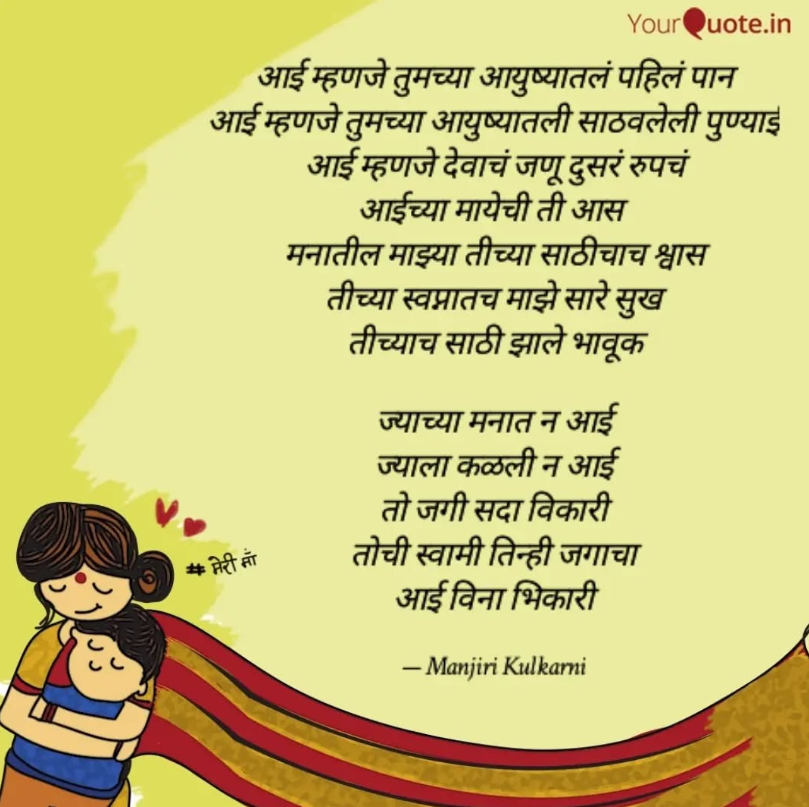 YourQuote.in
आई म्हणजे तुमच्या आयुष्यातलं पहिलं पान
आई म्हणजे तुमच्या आयुष्यातली साठवलेली पुण्याई
आई म्हणजे देवाचं जणू दुसरं रुपचं
आईच्या मायेची ती आस
मनातील माझ्या तीच्या साठीचाच श्वास
तीच्या स्वप्नातच माझे सारे सुख
तीच्याच साठी झाले भावूक
ज्याच्या मनात न आई
ज्याला कळली न आई
तो जगी सदा विकारी
तोची स्वामी तिन्ही जगाचा
आई विना भिकारी
— Manjiri Kulkarni
# मेरी माँ